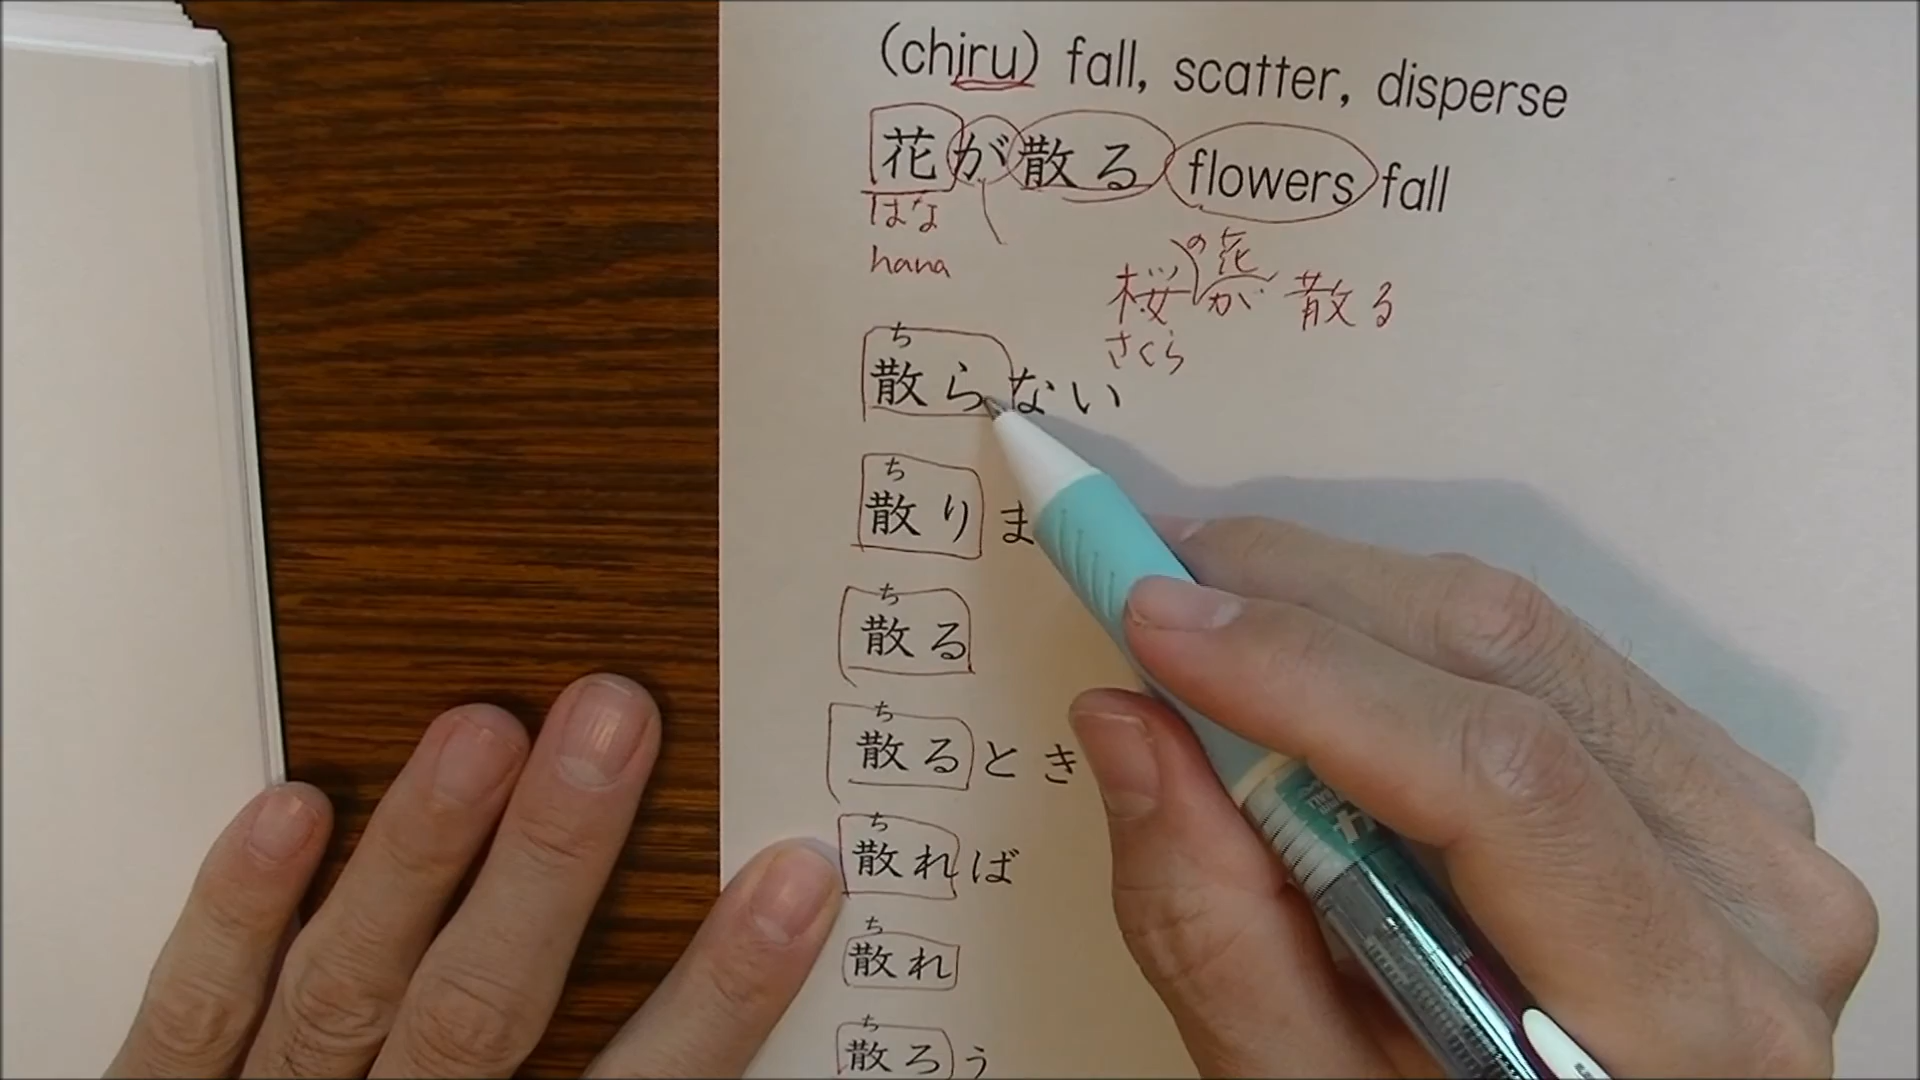 (chiru) fall, scatter, disperse
花が散る flowers fall
はな
hana
の花
桜が散る
さくら
ち
散らない
ち
散りま
ち
散る
ち
散るとき
ち
散れば
ち
散れ
ち
散ろう